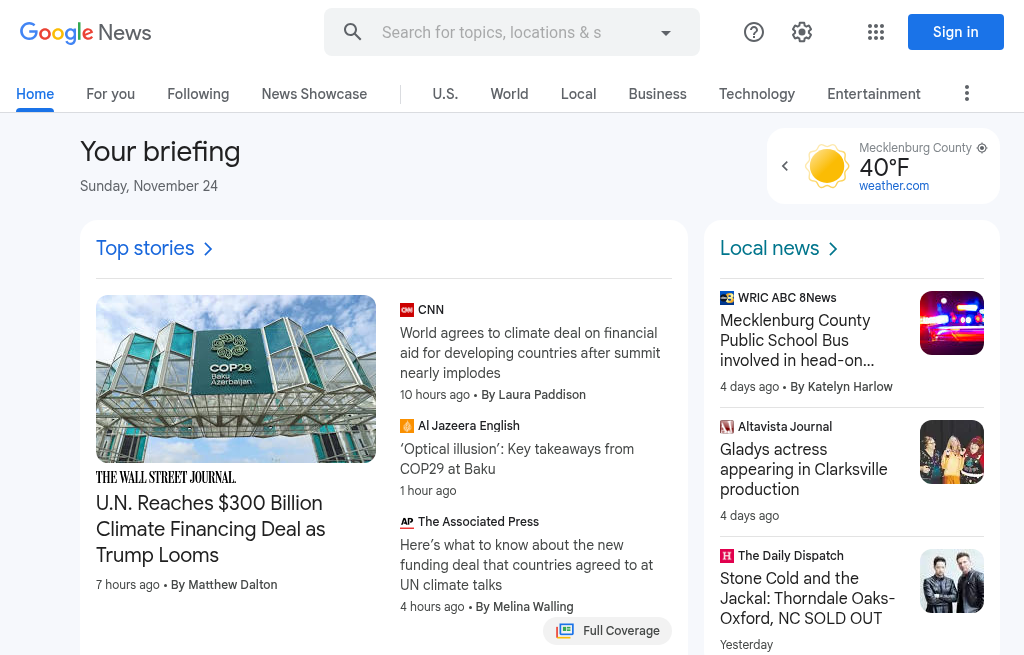 Google News
Search for topics, locations & s
Sign in
Home
For you
Following
News Showcase
U.S.
World
Local
Business
Technology
Entertainment
Your briefing
Sunday, November 24
Mecklenburg County
40°F
weather.com
Top stories
COP29
Baku
Azerbaijan
THE WALL STREET JOURNAL.
U.N. Reaches $300 Billion
Climate Financing Deal as
Trump Looms
7 hours ago • By Matthew Dalton
CNN
CNN
World agrees to climate deal on financial
aid for developing countries after summit
nearly implodes
10 hours ago • By Laura Paddison
Al Jazeera English
‘Optical illusion’: Key takeaways from
COP29 at Baku
1 hour ago
AP
The Associated Press
Here’s what to know about the new
funding deal that countries agreed to at
UN climate talks
4 hours ago • By Melina Walling
Full Coverage
Local news
8
WRIC ABC 8News
Mecklenburg County
Public School Bus
involved in head-on...
4 days ago • By Katelyn Harlow
Altavista Journal
Gladys actress
appearing in Clarksville
production
4 days ago
H
The Daily Dispatch
Stone Cold and the
Jackal: Thorndale Oaks-
Oxford, NC SOLD OUT
Yesterday